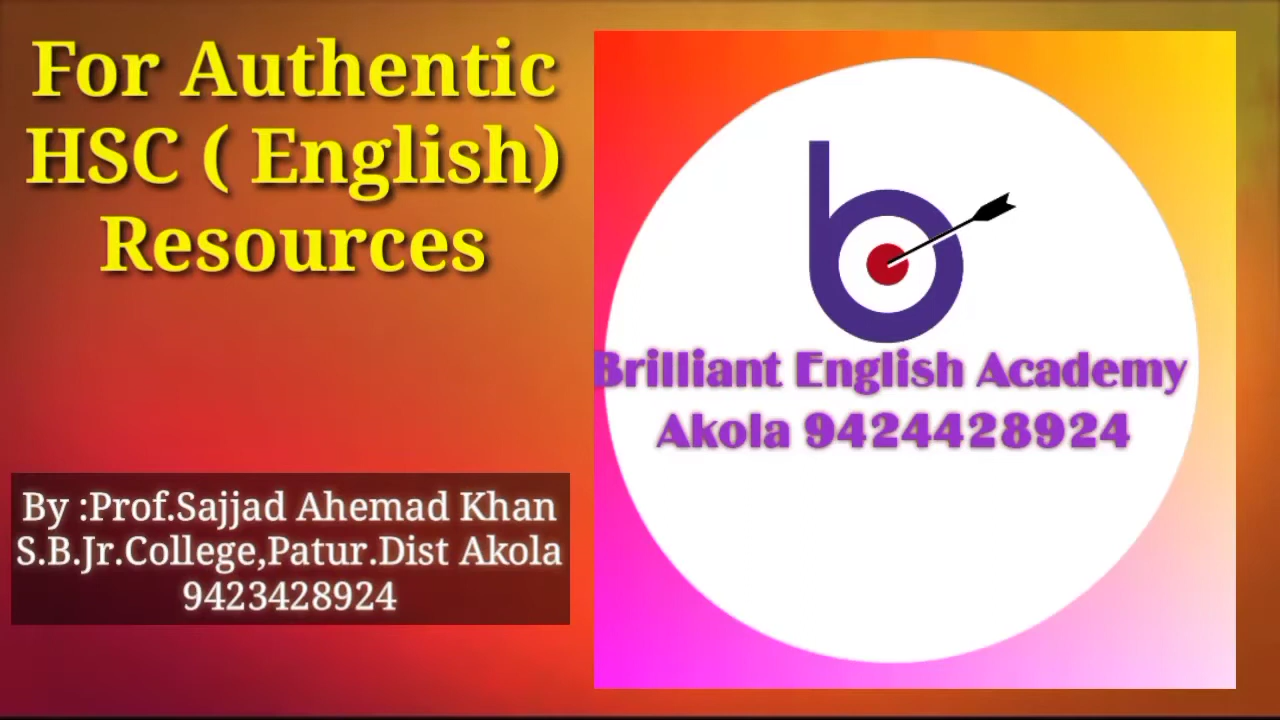 For Authentic
HSC ( English)
Resources
By :Prof.Sajjad Ahemad Khan
S.B.Jr.College,Patur.Dist Akola
9423428924
Brilliant English Academy
Akola 9424428924